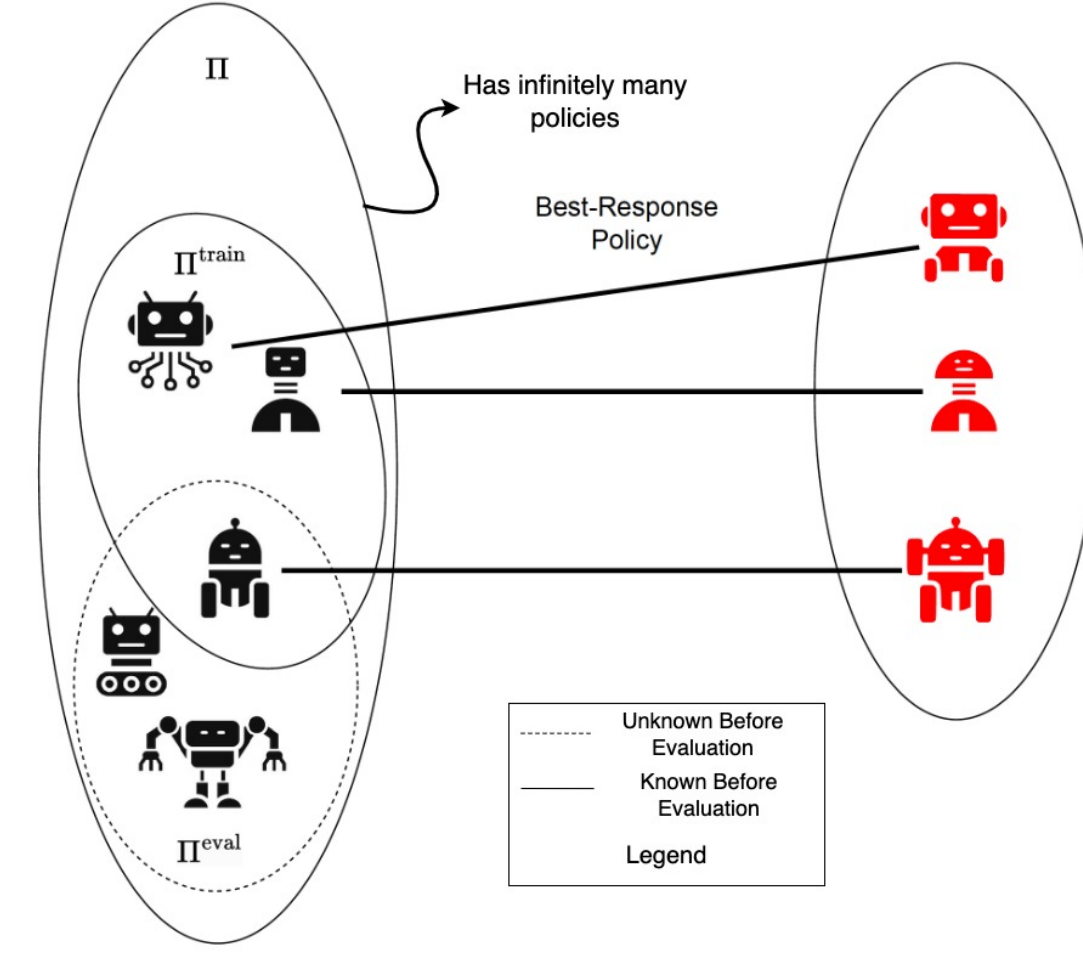 Π
Has infinitely many
policies
Best-Response
Policy
Π^train
Π^eval
Unknown Before
Evaluation
Known Before
Evaluation
Legend